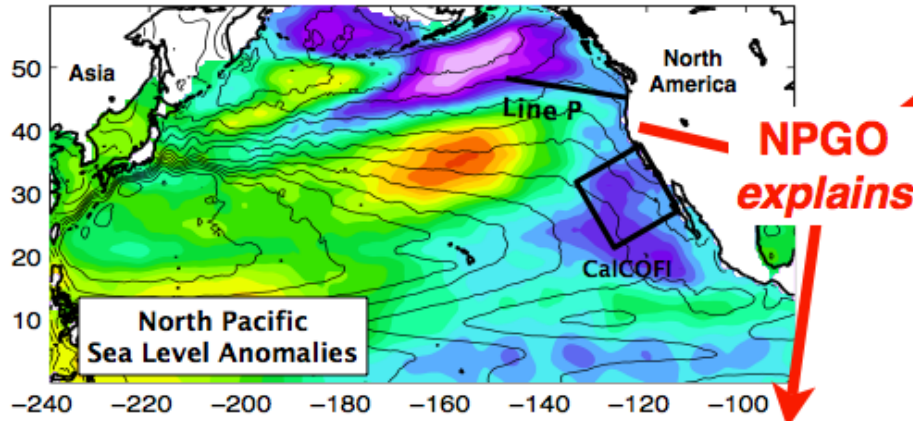 50
40
30
20
10
Asia
North
America
Line P
CalCOFI
NPGO
explains
North Pacific
Sea Level Anomalies
−240 −220 −200 −180 −160 −140 −120 −100